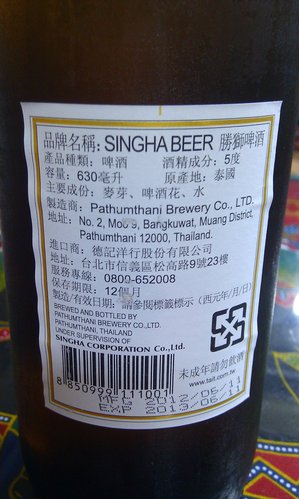 品牌名稱: SINGHA BEER 勝獅啤酒
產品種類: 啤酒 酒精成分: 5度
容量: 630毫升 原產地: 泰國
主要成份: 麥芽、啤酒花、水
製造商: Pathumthani Brewery Co., LTD.
地址: No. 2, Moo 9, Bangkuwat, Muang District,
Pathumthani 12000, Thailand.
進口商: 德記洋行股份有限公司
地址: 台北市信義區松高路9號23樓
服務專線: 0809-652008
保存期限: 12個月
製造/有效日期: 請參閱標籤標示 (西元年/月/日)
BREWED AND BOTTLED BY
PATHUMTHANI BREWERY CO.,LTD.
PATHUMTHANI, THAILAND
UNDER SUPERVISION OF
SINGHA CORPORATION Co.,Ltd.
未成年請勿飲酒
www.tait.com.tw
8 850999 111001
MFG 2012/06/11
EXP 2013/06/11